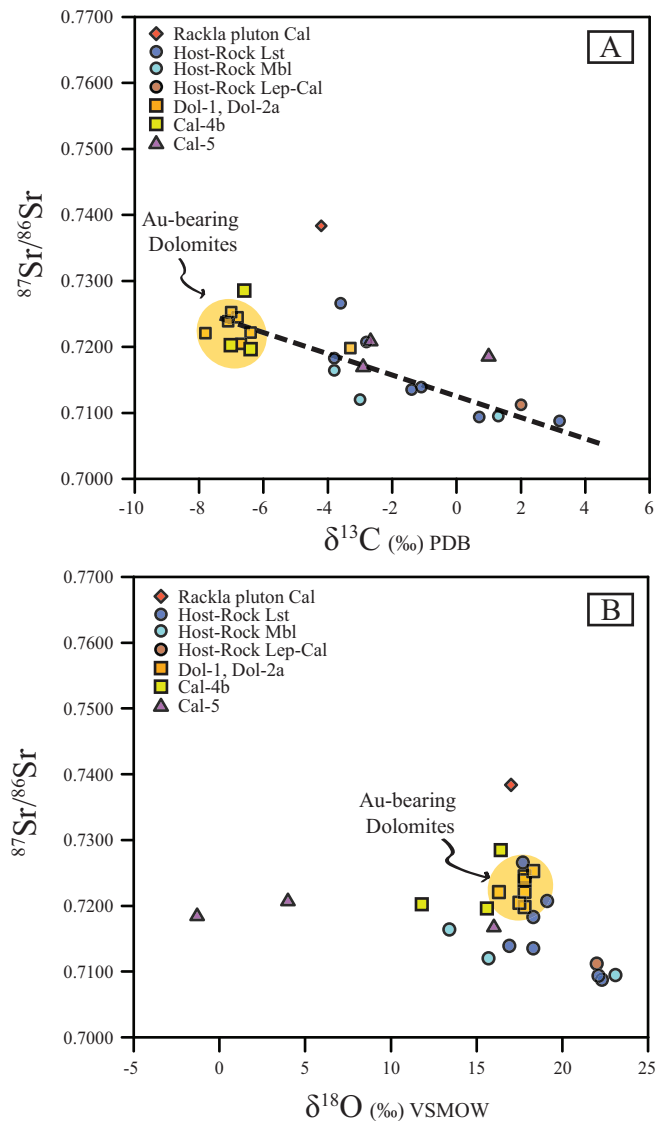 A
Rackla pluton Cal
Host-Rock Lst
Host-Rock Mbl
Host-Rock Lep-Cal
Dol-1, Dol-2a
Cal-4b
Cal-5
Au-bearing
Dolomites
⁸⁷Sr/⁸⁶Sr
0.7700
0.7600
0.7500
0.7400
0.7300
0.7200
0.7100
0.7000
-10 -8 -6 -4 -2 0 2 4 6
δ¹³C (‰) PDB
B
Rackla pluton Cal
Host-Rock Lst
Host-Rock Mbl
Host-Rock Lep-Cal
Dol-1, Dol-2a
Cal-4b
Cal-5
Au-bearing
Dolomites
⁸⁷Sr/⁸⁶Sr
0.7700
0.7600
0.7500
0.7400
0.7300
0.7200
0.7100
0.7000
-5 0 5 10 15 20 25
δ¹⁸O (‰) VSMOW